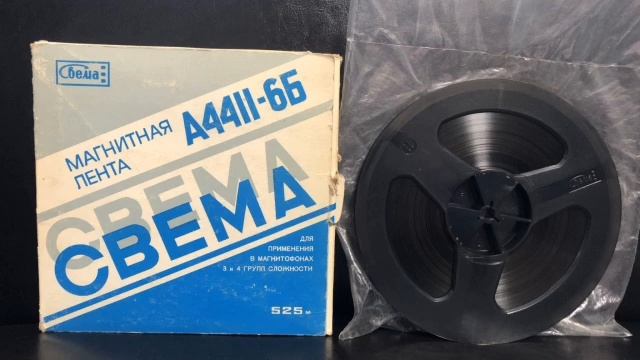 Свема
МАГНИТНАЯ
ЛЕНТА
А4411-6Б
СВЕМА
СВЕМА
ДЛЯ
ПРИМЕНЕНИЯ
В МАГНИТОФОНАХ
3 и 4 ГРУПП СЛОЖНОСТИ
525 м